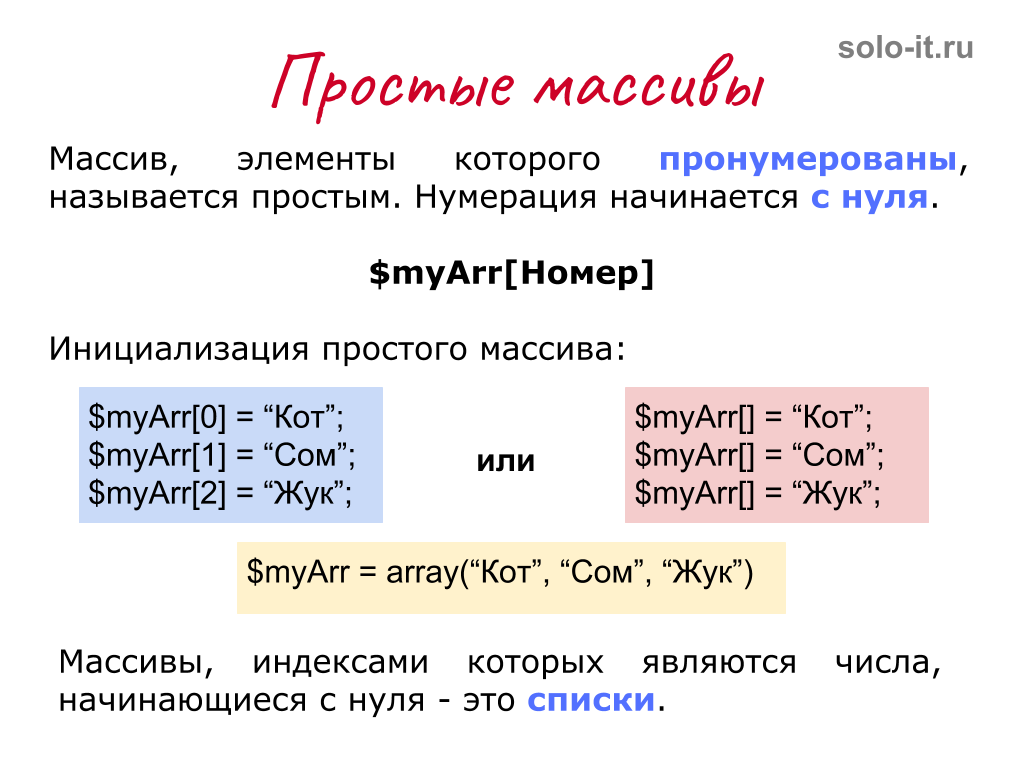 solo-it.ru
Простые массивы
Массив, элементы которого пронумерованы,
называется простым. Нумерация начинается с нуля.
$myArr[Номер]
Инициализация простого массива:
$myArr[0] = “Кот”;
$myArr[1] = “Сом”;
$myArr[2] = “Жук”;
или
$myArr[] = “Кот”;
$myArr[] = “Сом”;
$myArr[] = “Жук”;
$myArr = array(“Кот”, “Сом”, “Жук”)
Массивы, индексами которых являются числа,
начинающиеся с нуля - это списки.